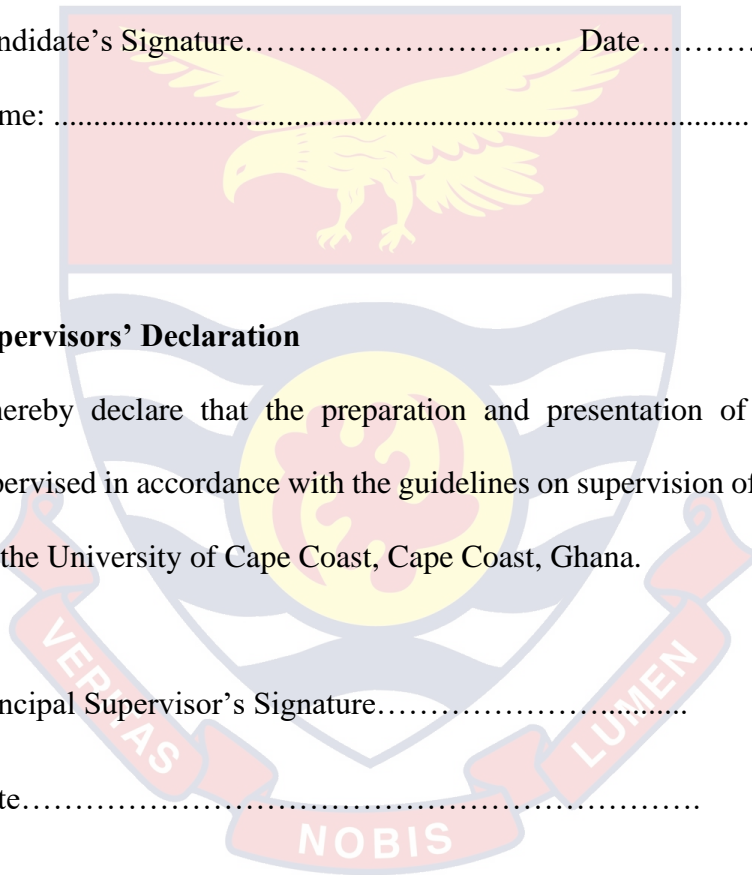 ndidate’s Signature………………………… Date…………
me: ...............................................................................................
pervisors’ Declaration
hereby declare that the preparation and presentation of
pervised in accordance with the guidelines on supervision of
the University of Cape Coast, Cape Coast, Ghana.
ncipal Supervisor’s Signature…………………...........
te……………………………………………………….
VERITAS
NOBIS
LUMEN